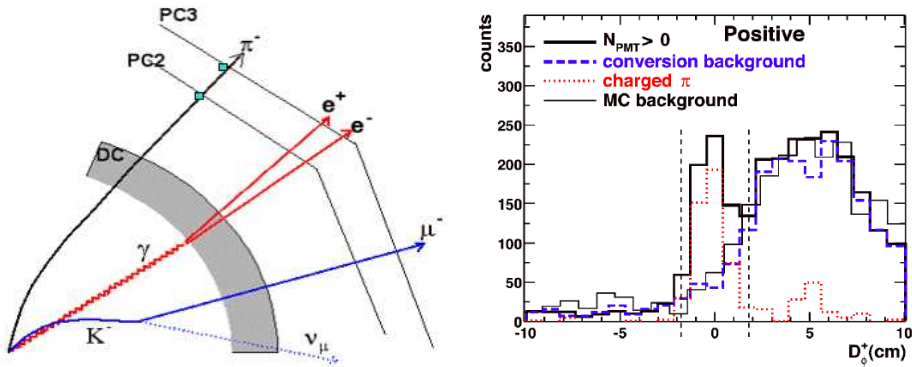 PC3
π⁻
PC2
e⁺
e⁻
DC
γ
μ⁻
K⁻
ν_μ
counts
Positive
N_PMT > 0
conversion background
charged π
MC background
350
300
250
200
150
100
50
0
-10
-5
0
5
10
D_ϕ⁺(cm)